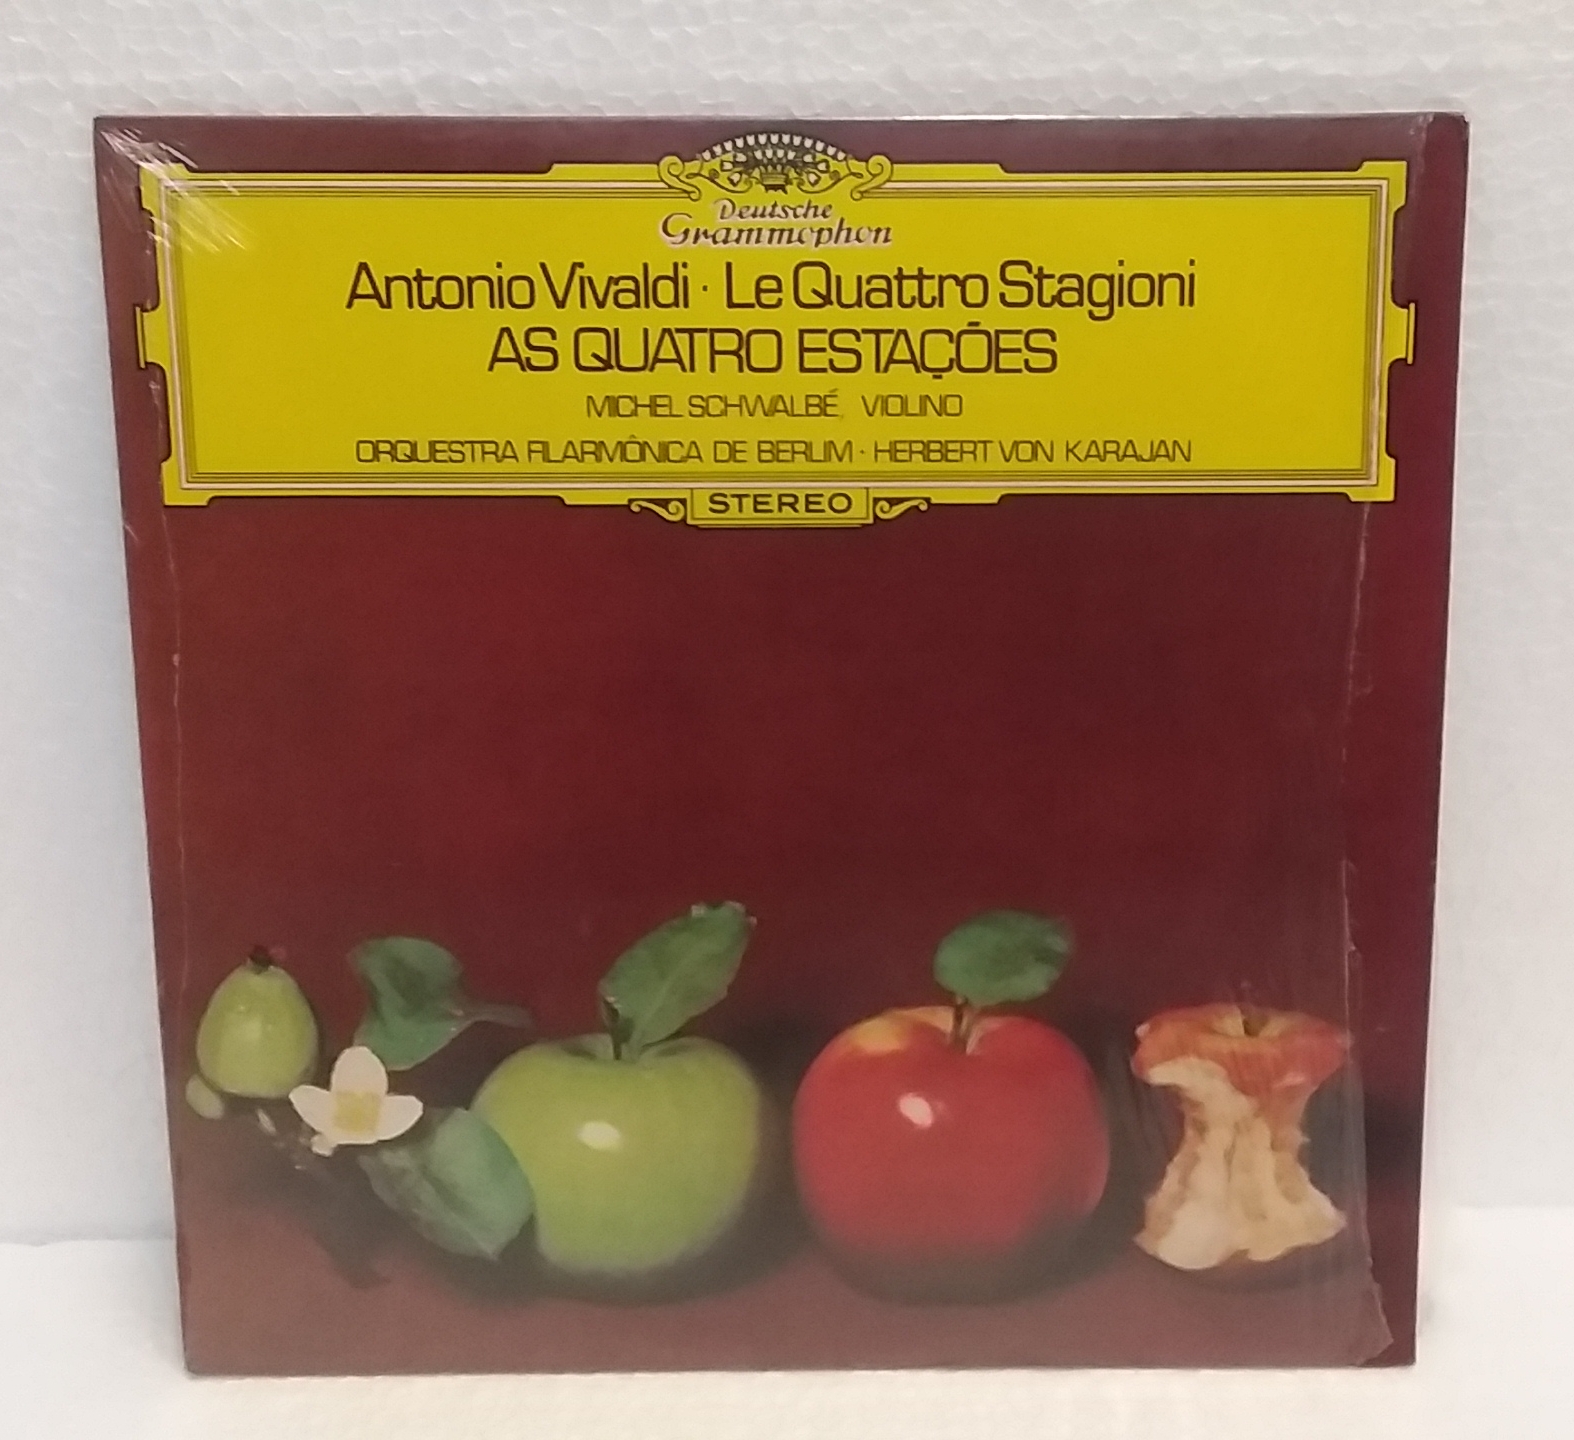 Deutsche
Grammophon
Antonio Vivaldi · Le Quattro Stagioni
AS QUATRO ESTAÇÕES
MICHEL SCHWALBÉ, VIOLINO
ORQUESTRA FILARMÔNICA DE BERLIM · HERBERT VON KARAJAN
STEREO